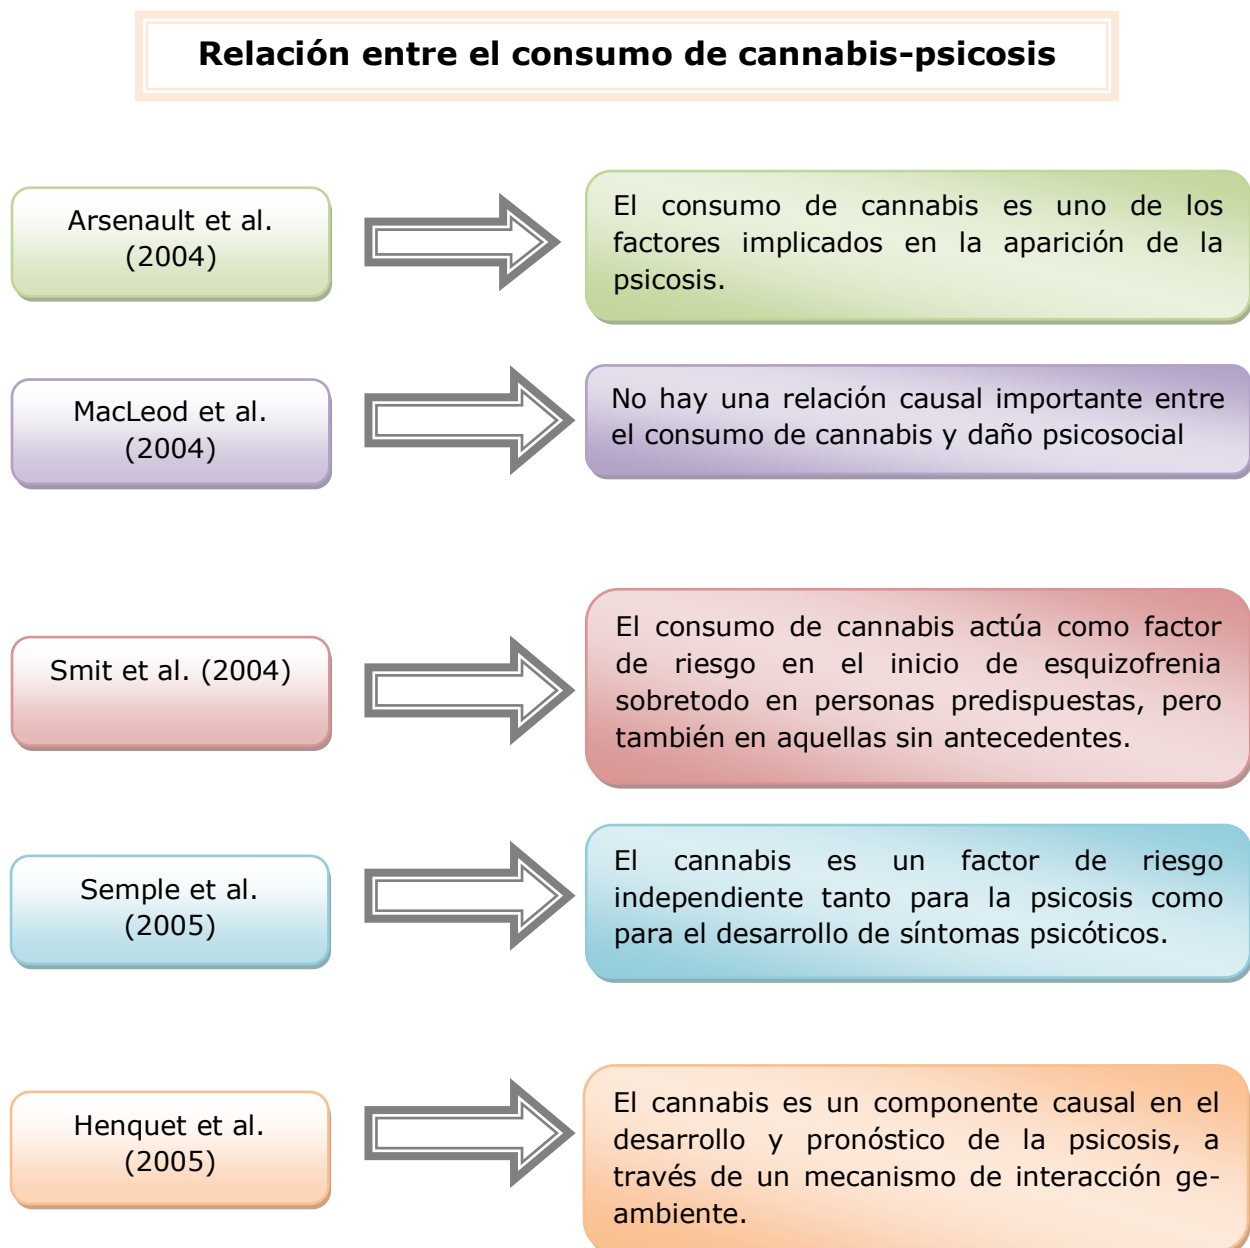 Relación entre el consumo de cannabis-psicosis
Arsenault et al.
(2004)
El consumo de cannabis es uno de los
factores implicados en la aparición de la
psicosis.
MacLeod et al.
(2004)
No hay una relación causal importante entre
el consumo de cannabis y daño psicosocial
Smit et al. (2004)
El consumo de cannabis actúa como factor
de riesgo en el inicio de esquizofrenia
sobretodo en personas predispuestas, pero
también en aquellas sin antecedentes.
Semple et al.
(2005)
El cannabis es un factor de riesgo
independiente tanto para la psicosis como
para el desarrollo de síntomas psicóticos.
Henquet et al.
(2005)
El cannabis es un componente causal en el
desarrollo y pronóstico de la psicosis, a
través de un mecanismo de interacción ge-
ambiente.